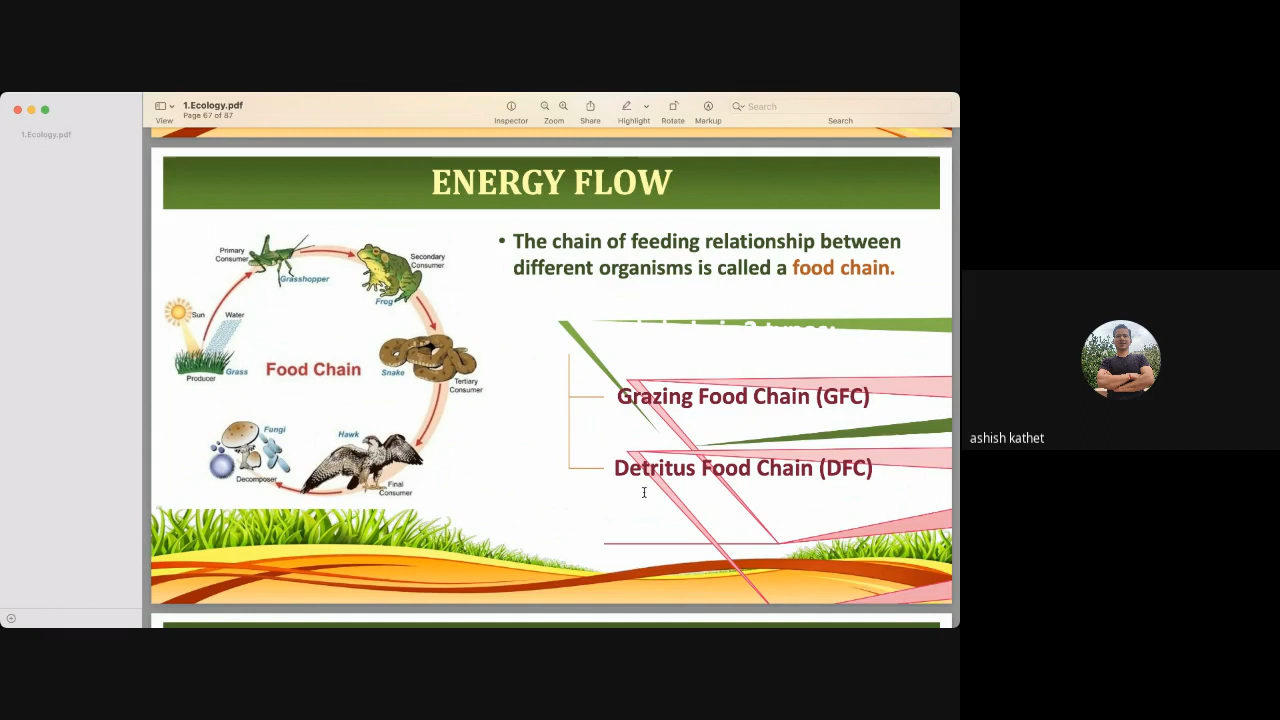 1.Ecology.pdf
Page 67 of 87
View
Inspector
Zoom
Share
Highlight
Rotate
Markup
Search
Search
1.Ecology.pdf
ENERGY FLOW
• The chain of feeding relationship between
different organisms is called a food chain.
Grazing Food Chain (GFC)
Detritus Food Chain (DFC)
Food Chain
Primary
Consumer
Grasshopper
Secondary
Consumer
Frog
Sun
Water
Grass
Producer
Snake
Tertiary
Consumer
Hawk
Final
Consumer
Fungi
Decomposer
ashish kathet